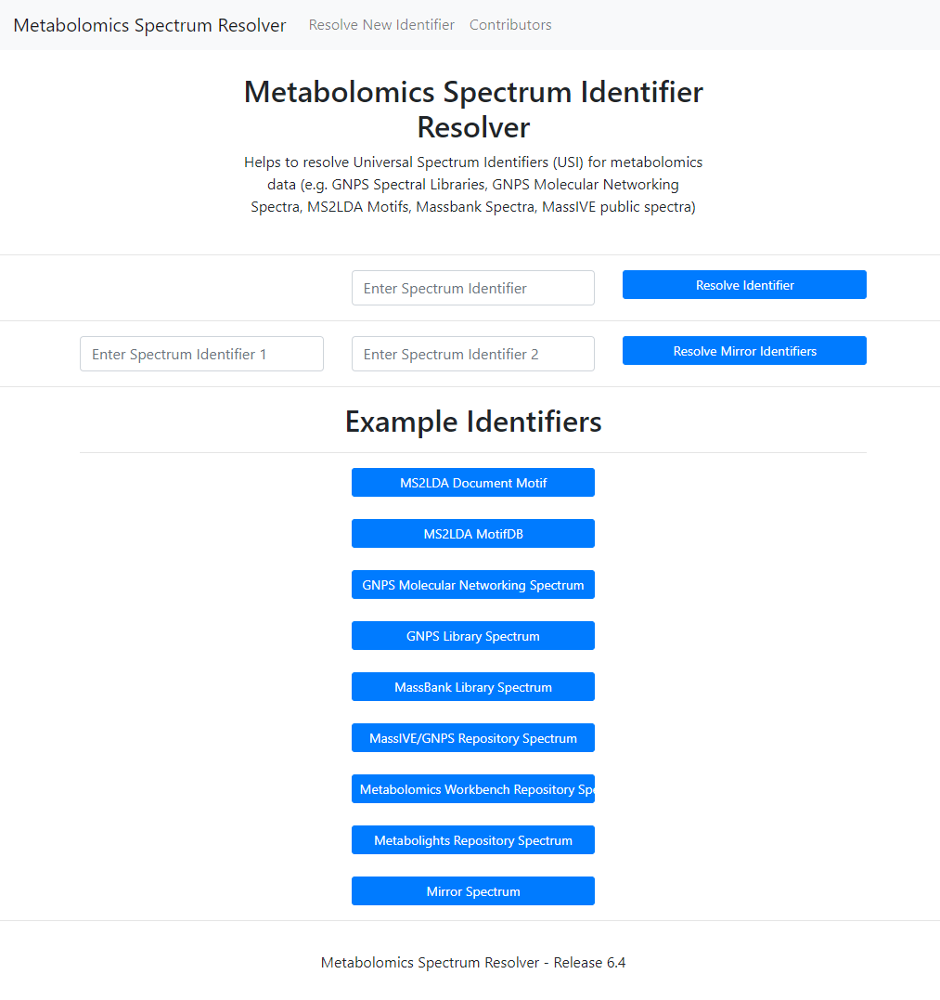 Metabolomics Spectrum Resolver Resolve New Identifier Contributors
Metabolomics Spectrum Identifier
Resolver
Helps to resolve Universal Spectrum Identifiers (USI) for metabolomics
data (e.g. GNPS Spectral Libraries, GNPS Molecular Networking
Spectra, MS2LDA Motifs, Massbank Spectra, MassIVE public spectra)
Enter Spectrum Identifier Resolve Identifier
Enter Spectrum Identifier 1 Enter Spectrum Identifier 2 Resolve Mirror Identifiers
Example Identifiers
MS2LDA Document Motif
MS2LDA MotifDB
GNPS Molecular Networking Spectrum
GNPS Library Spectrum
MassBank Library Spectrum
MassIVE/GNPS Repository Spectrum
Metabolomics Workbench Repository
Metabolights Repository Spectrum
Mirror Spectrum
Metabolomics Spectrum Resolver - Release 6.4